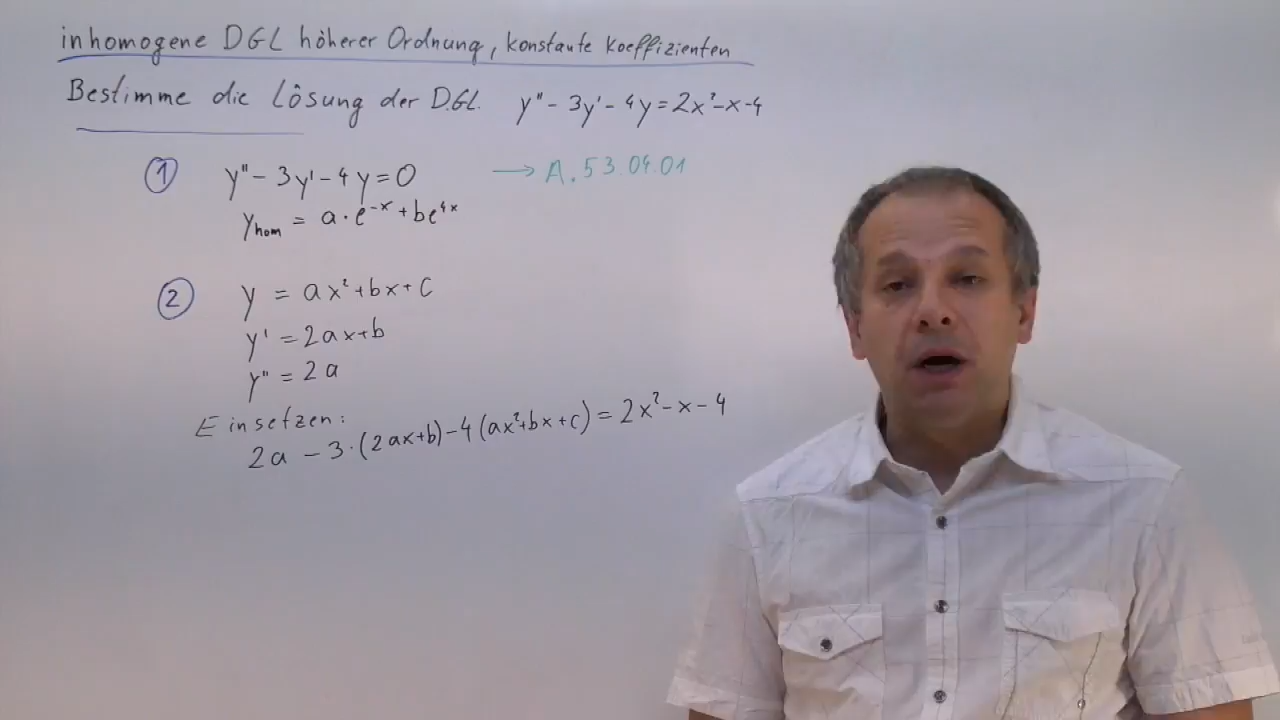 inhomogene DGL höherer Ordnung, konstante Koeffizienten
Bestimme die Lösung der DGL. y" - 3y' - 4y = 2x² - x - 4
① y" - 3y' - 4y = 0 → A.53.04.01
y_hom = a · e^(-x) + be^(4x)
② y = ax² + bx + c
y' = 2ax + b
y" = 2a
Einsetzen:
2a - 3·(2ax+b) - 4(ax²+bx+c) = 2x² - x - 4